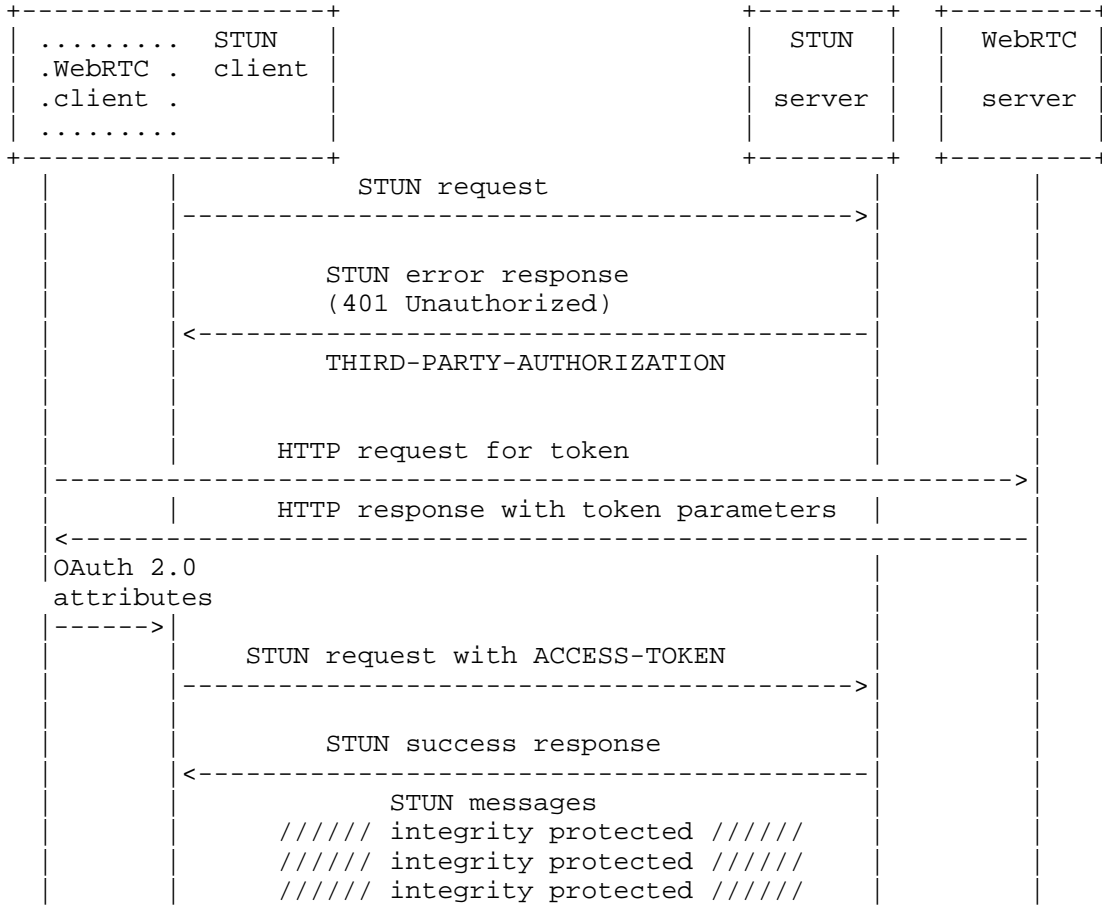 +-------------------+                         +--------+  +---------+
| .........  STUN   |                         |  STUN  |  |  WebRTC |
| .WebRTC .  client |                         |        |  |         |
| .client .         |                         | server |  |  server |
| .........         |                         |        |  |         |
+-------------------+                         +--------+  +---------+
  |       |           STUN request                    |         |
  |       |------------------------------------------>|         |
  |       |                                           |         |
  |       |         STUN error response               |         |
  |       |         (401 Unauthorized)                |         |
  |       |<------------------------------------------|         |
  |       |         THIRD-PARTY-AUTHORIZATION         |         |
  |       |                                           |         |
  |       |                                           |         |
  |       |      HTTP request for token               |         |
  |------------------------------------------------------------>|
  |       |      HTTP response with token parameters  |         |
  |<------------------------------------------------------------|
  |OAuth 2.0                                          |         |
  attributes                                          |         |
  |------>|                                           |         |
  |       |    STUN request with ACCESS-TOKEN         |         |
  |       |------------------------------------------>|         |
  |       |                                           |         |
  |       |         STUN success response             |         |
  |       |<------------------------------------------|         |
  |       |             STUN messages                 |         |
  |       |      ////// integrity protected //////    |         |
  |       |      ////// integrity protected //////    |         |
  |       |      ////// integrity protected //////    |         |